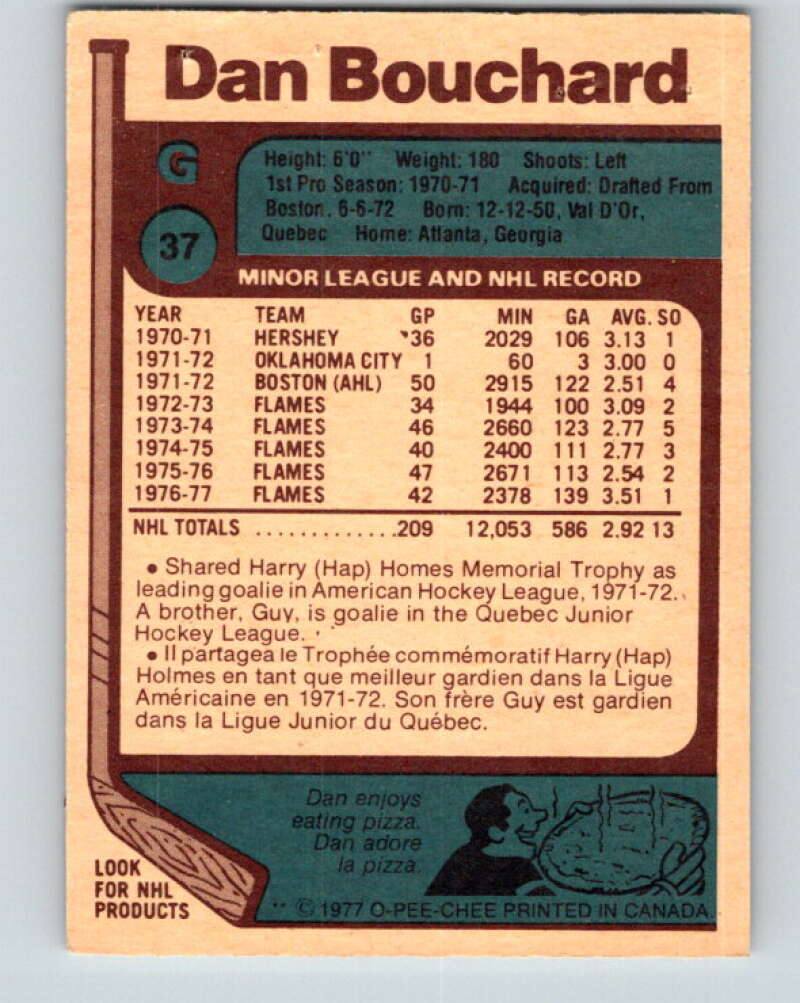 Dan Bouchard
G
37
Height: 6'0" Weight: 180 Shoots: Left
1st Pro Season: 1970-71 Acquired: Drafted From
Boston, 6-6-72 Born: 12-12-50, Val D'Or,
Quebec Home: Atlanta, Georgia
MINOR LEAGUE AND NHL RECORD
YEAR TEAM GP MIN GA AVG. SO
1970-71 HERSHEY 36 2029 106 3.13 1
1971-72 OKLAHOMA CITY 1 60 3 3.00 0
1971-72 BOSTON (AHL) 50 2915 122 2.51 4
1972-73 FLAMES 34 1944 100 3.09 2
1973-74 FLAMES 46 2660 123 2.77 5
1974-75 FLAMES 40 2400 111 2.77 3
1975-76 FLAMES 47 2671 113 2.54 2
1976-77 FLAMES 42 2378 139 3.51 1
NHL TOTALS .............209 12,053 586 2.92 13
• Shared Harry (Hap) Homes Memorial Trophy as
leading goalie in American Hockey League, 1971-72.
A brother, Guy, is goalie in the Quebec Junior
Hockey League.
• Il partagea le Trophée commémoratif Harry (Hap)
Holmes en tant que meilleur gardien dans la Ligue
Américaine en 1971-72. Son frère Guy est gardien
dans la Ligue Junior du Québec.
Dan enjoys
eating pizza.
Dan adore
la pizza.
LOOK
FOR NHL
PRODUCTS
** © 1977 O-PEE-CHEE PRINTED IN CANADA